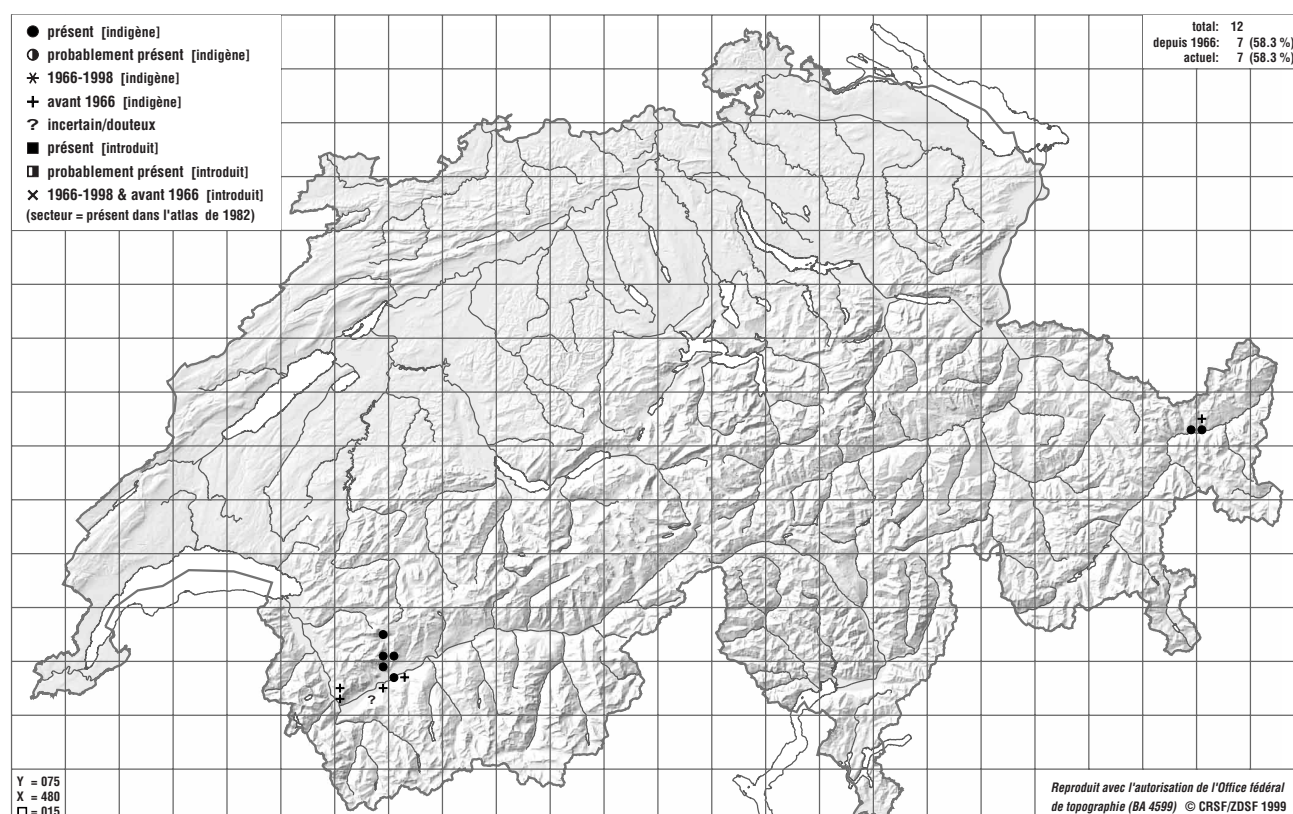 présent [indigène]
probablement présent [indigène]
1966-1998 [indigène]
avant 1966 [indigène]
? incertain/douteux
présent [introduit]
probablement présent [introduit]
1966-1998 & avant 1966 [introduit]
(secteur = présent dans l'atlas de 1982)
total: 12
depuis 1966: 7 (58.3 %)
actuel: 7 (58.3 %)
?
Y = 075
X = 480
= 015
Reproduit avec l'autorisation de l'Office fédéral
de topographie (BA 4599) © CRSF/ZDSF 1999